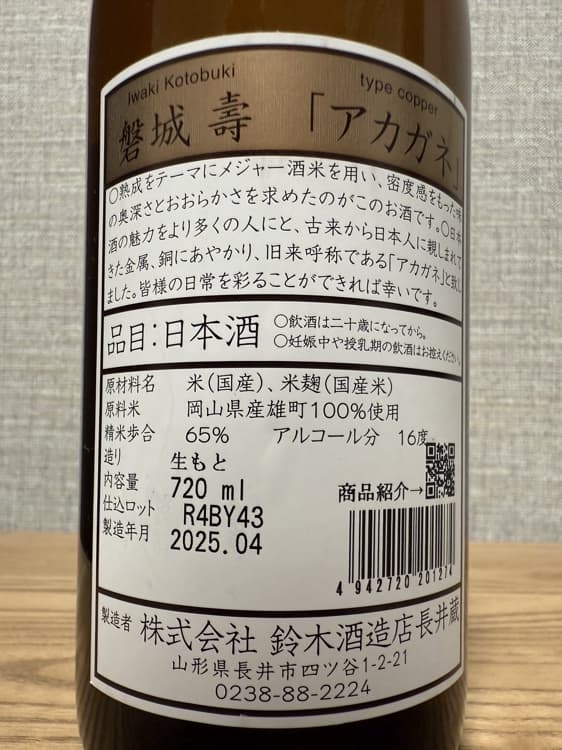 Iwaki Kotobuki type copper
磐城 壽 「アカガネ」
○熟成をテーマにメジャー酒米を用い、密度感をもった味
の奥深さとおおらかさを求めたのがこのお酒です。○日本
酒の魅力をより多くの人にと、古来から日本人に親しまれて
きた金属、銅にあやかり、旧来呼称である「アカガネ」と致し
ました。皆様の日常を彩ることができれば幸いです。
品目:日本酒
○飲酒は二十歳になってから。
○妊娠中や授乳期の飲酒はお控えください。
原材料名 米(国産)、米麹(国産米)
原料米 岡山県産雄町100%使用
精米歩合 65% アルコール分 16度
造り 生もと
内容量 720 ml
仕込ロット R4BY43
製造年月 2025.04
商品紹介→
4 942720 201214
製造者 株式会社 鈴木酒造店長井蔵
山形県長井市四ツ谷1-2-21
0238-88-2224